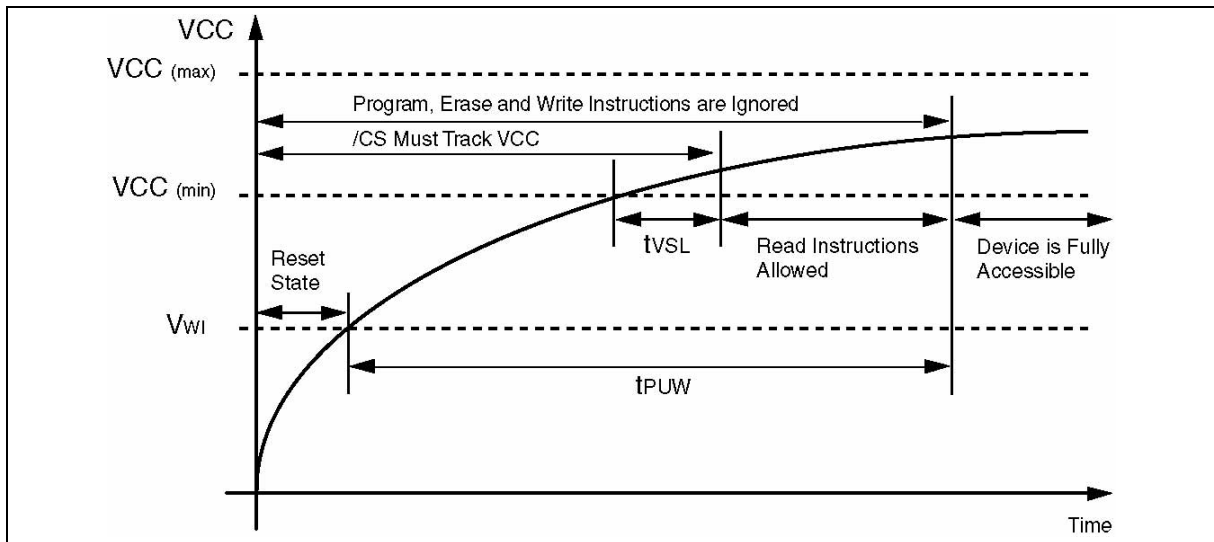 VCC
VCC (max)
Program, Erase and Write Instructions are Ignored
/CS Must Track VCC
VCC (min)
tVSL
Read Instructions
Allowed
Device is Fully
Accessible
Reset
State
VWI
tPUW
Time